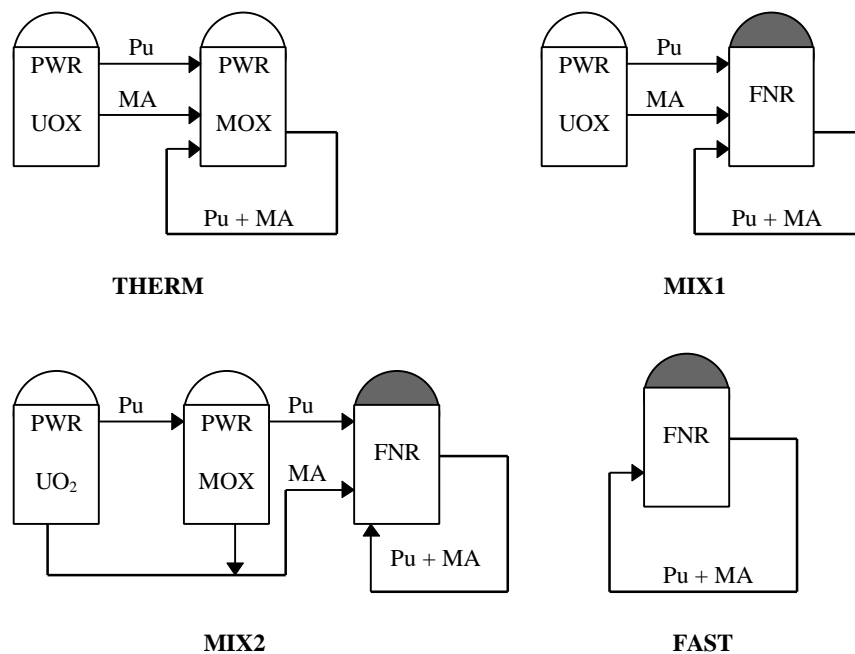 Pu
PWR
UOX
MA
PWR
MOX
Pu + MA
THERM
Pu
PWR
UOX
MA
FNR
Pu + MA
MIX1
PWR
UO₂
Pu
PWR
MOX
Pu
MA
FNR
Pu + MA
MIX2
FNR
Pu + MA
FAST